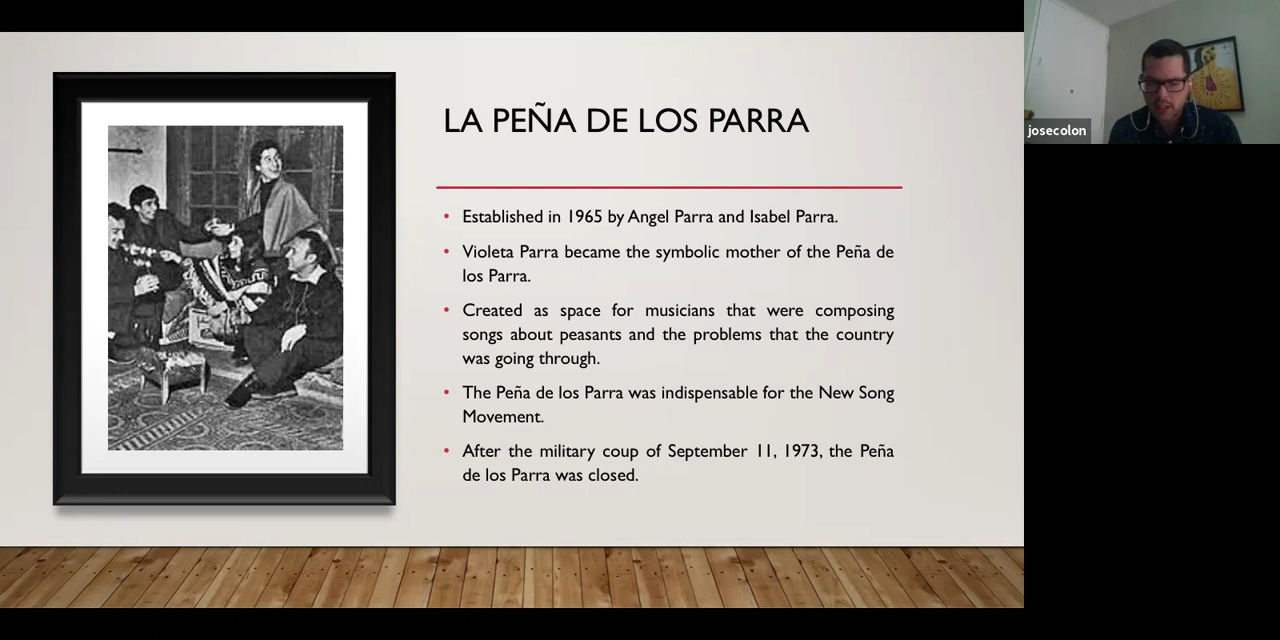 LA PEÑA DE LOS PARRA
• Established in 1965 by Angel Parra and Isabel Parra.
• Violeta Parra became the symbolic mother of the Peña de
los Parra.
• Created as space for musicians that were composing
songs about peasants and the problems that the country
was going through.
• The Peña de los Parra was indispensable for the New Song
Movement.
• After the military coup of September 11, 1973, the Peña
de los Parra was closed.
josecolon